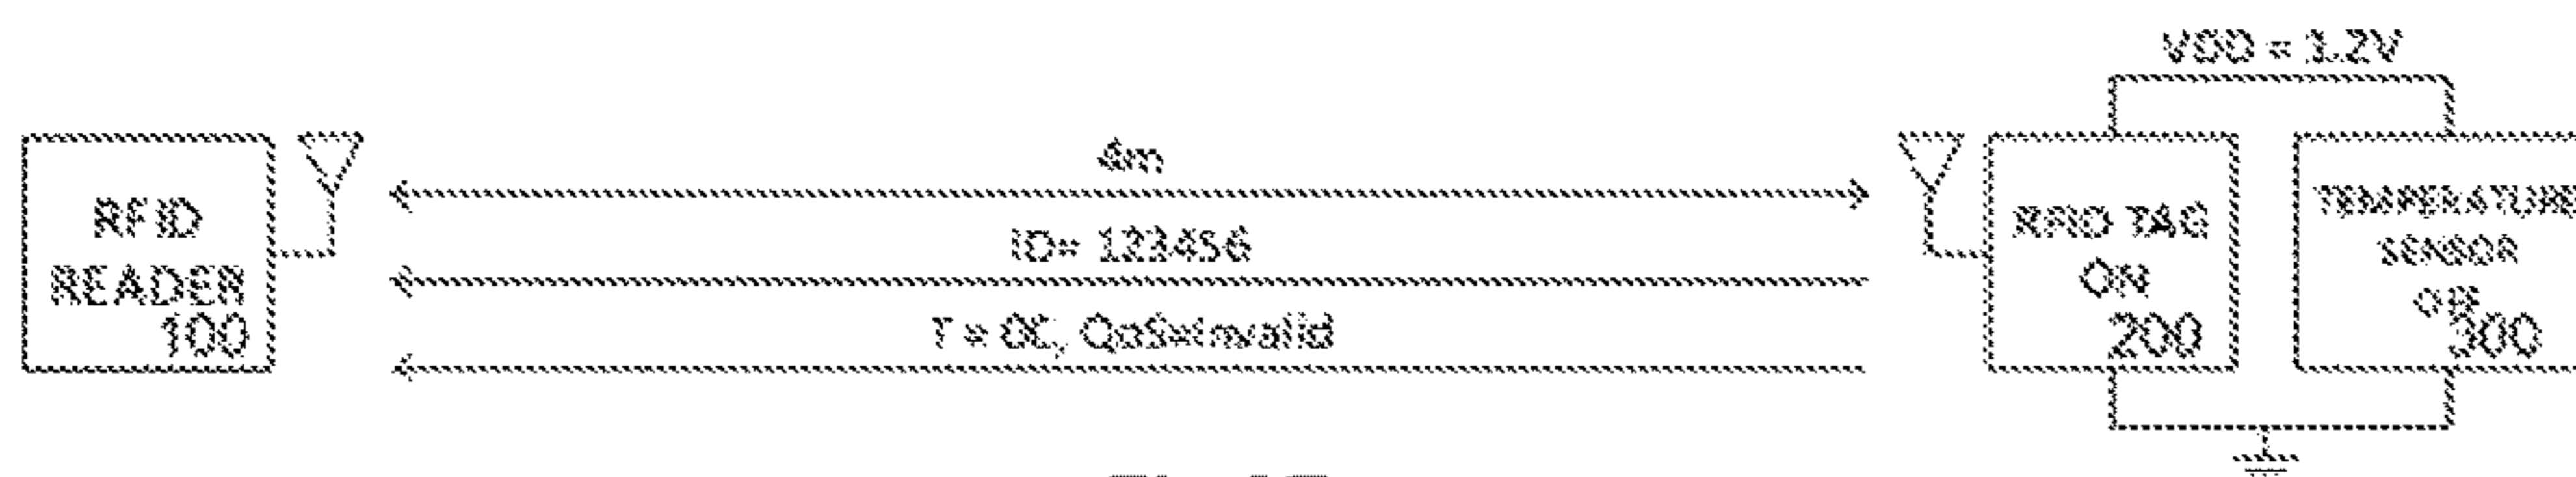 VDD = 1.2V
4m
RFID
READER
100
ID= 123456
T = 0C, QoS=Invalid
RFID TAG
ON
200
TEMPERATURE
SENSOR
OFF
300